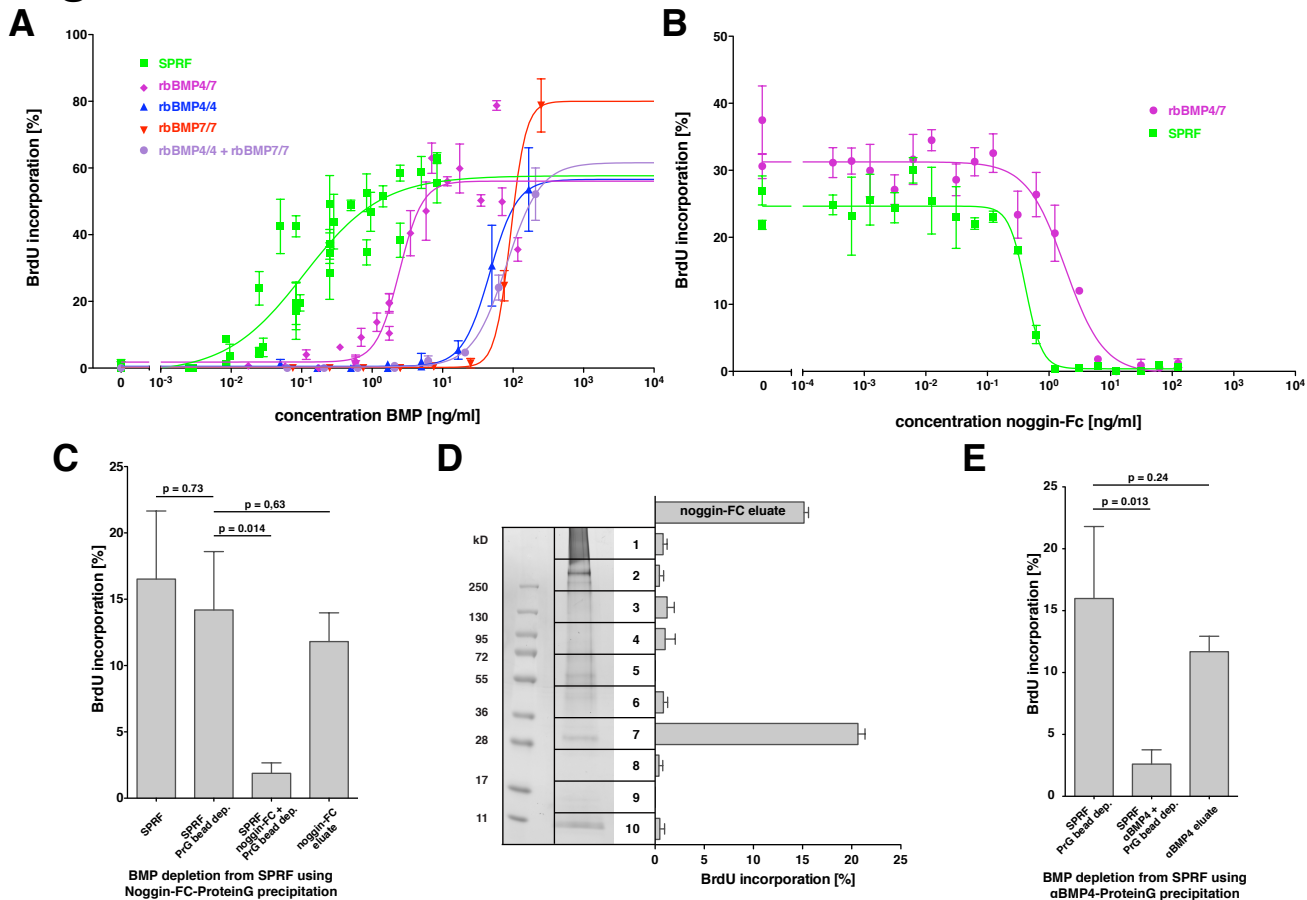 A
BrdU incorporation [%]
100
80
60
40
20
0
SPRF
rbBMP4/7
rbBMP4/4
rbBMP7/7
rbBMP4/4 + rbBMP7/7
0 10-3 10-2 10-1 100 101 102 103 104
concentration BMP [ng/ml]
B
BrdU incorporation [%]
50
40
30
20
10
0
rbBMP4/7
SPRF
0 10-4 10-3 10-2 10-1 100 101 102 103 104
concentration noggin-Fc [ng/ml]
C
BrdU incorporation [%]
25
20
15
10
5
0
p = 0.73
p = 0,63
p = 0.014
SPRF
SPRF
PrG bead dep.
SPRF
noggin-FC +
PrG bead dep.
noggin-FC
eluate
BMP depletion from SPRF using
Noggin-FC-ProteinG precipitation
D
noggin-FC eluate
kD
250
130
95
72
55
36
28
17
11
1
2
3
4
5
6
7
8
9
10
0 5 10 15 20 25
BrdU incorporation [%]
E
BrdU incorporation [%]
25
20
15
10
5
0
p = 0.24
p = 0.013
SPRF
PrG bead dep.
SPRF
αBMP4 +
PrG bead dep.
αBMP4 eluate
BMP depletion from SPRF using
αBMP4-ProteinG precipitation